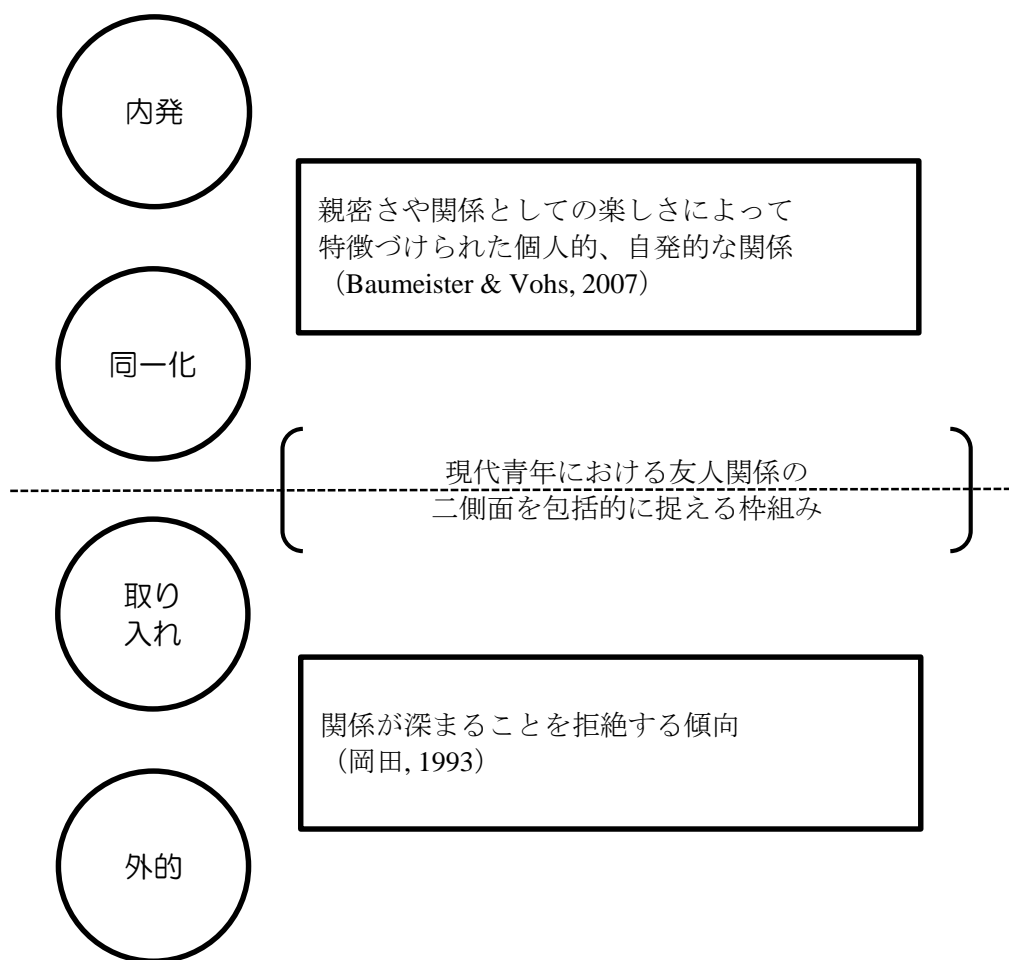 内発
親密さや関係としての楽しさによって
特徴づけられた個人的、自発的な関係
（Baumeister & Vohs, 2007）
同一化
現代青年における友人関係の
二側面を包括的に捉える枠組み
取り
入れ
関係が深まることを拒絶する傾向
（岡田, 1993）
外的